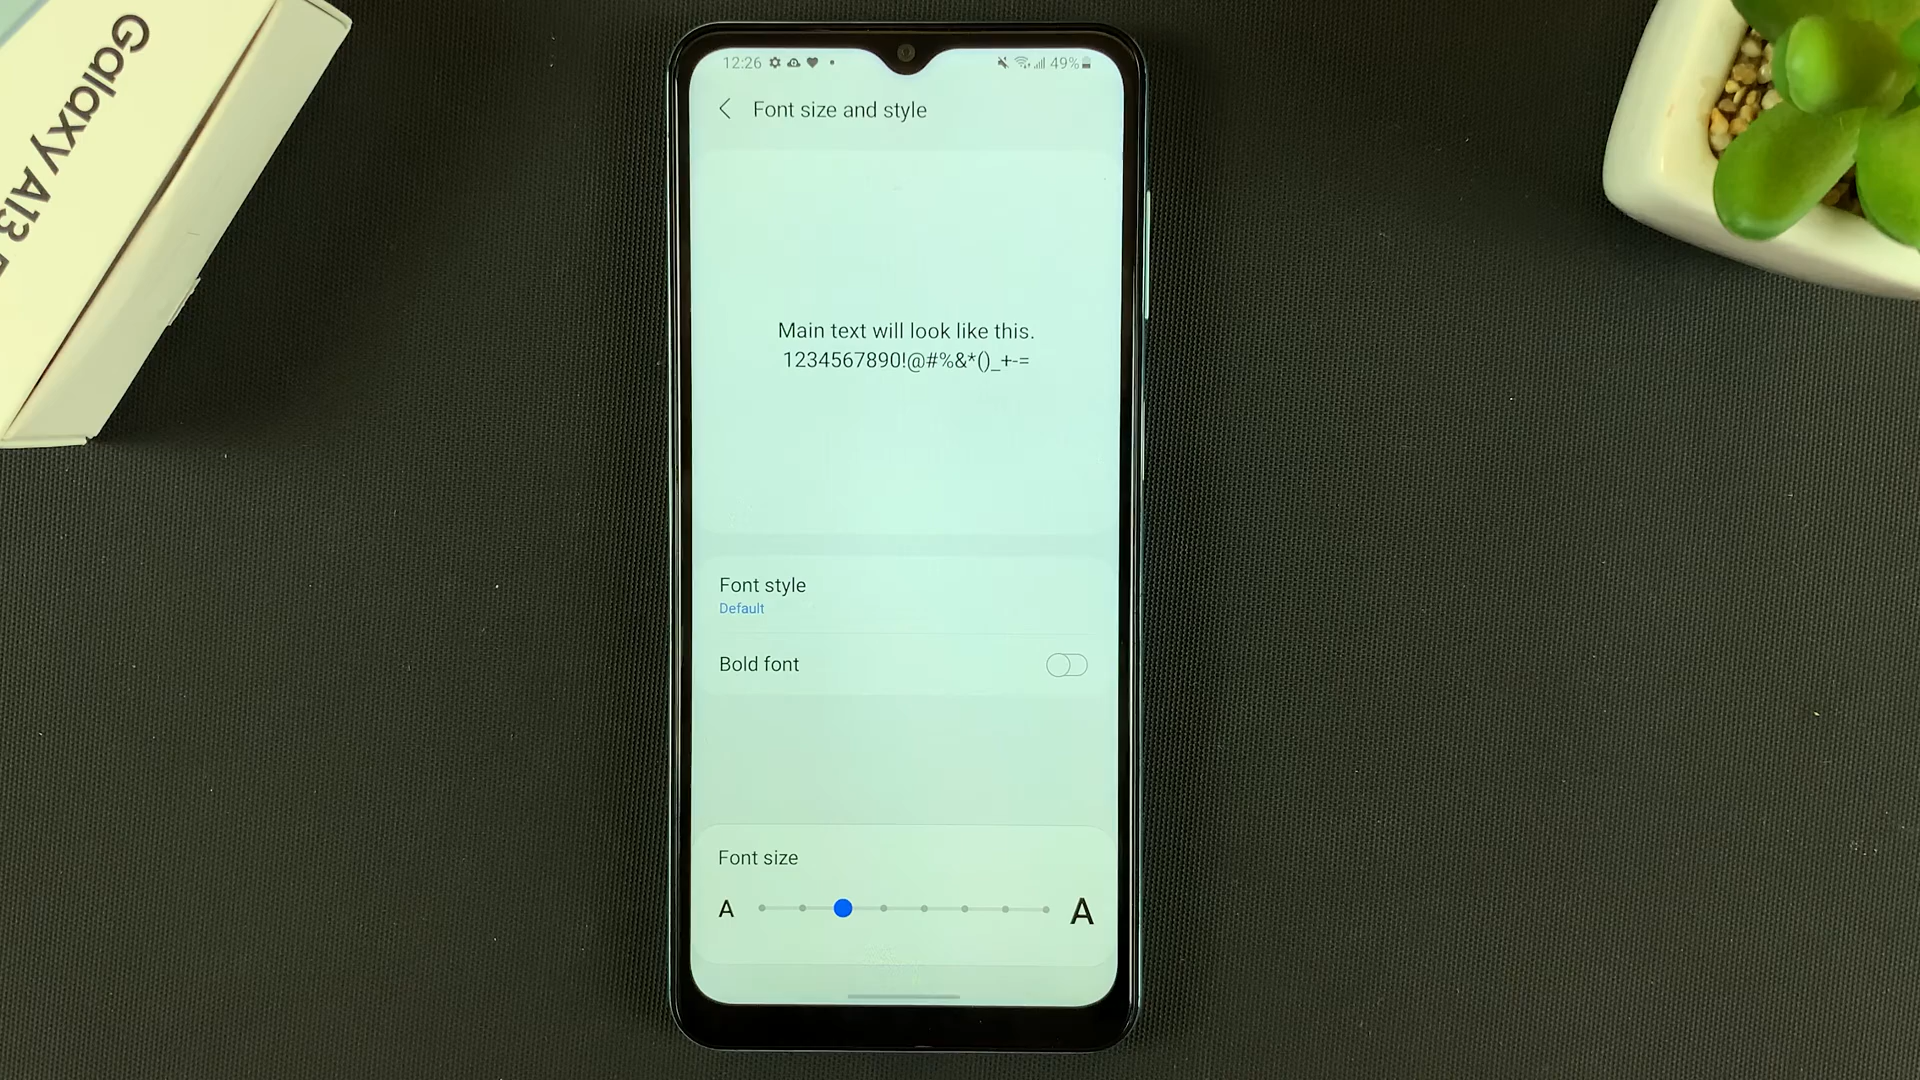 Galaxy A13
12:26
49%
Font size and style
Main text will look like this.
1234567890!@#%&*()_+-=
Font style
Default
Bold font
Font size
A
A